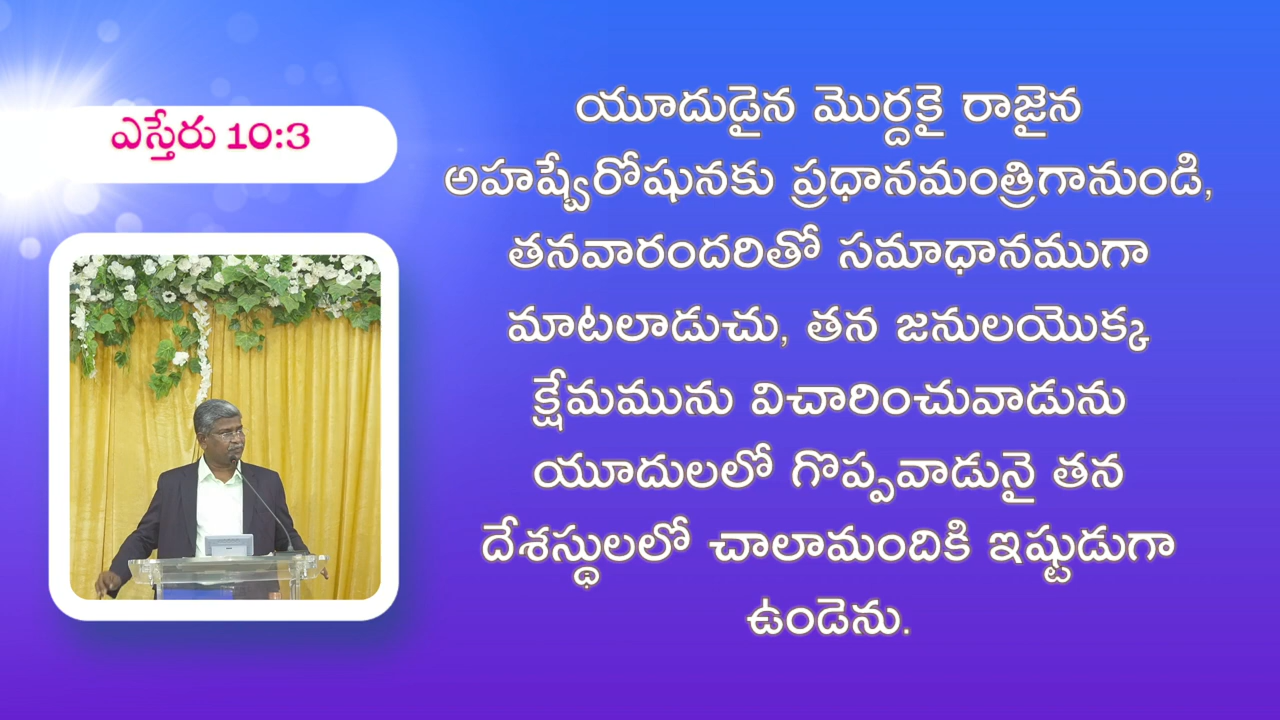 ఎస్తేరు 10:3
యూదుడైన మొర్దకై రాజైన
అహష్వేరోషునకు ప్రధానమంత్రిగానుండి,
తనవారందరితో సమాధానముగా
మాటలాడుచు, తన జనులయొక్క
క్షేమమును విచారించువాడును
యూదులలో గొప్పవాడునై తన
దేశస్థులలో చాలామందికి ఇష్టుడుగా
ఉండెను.